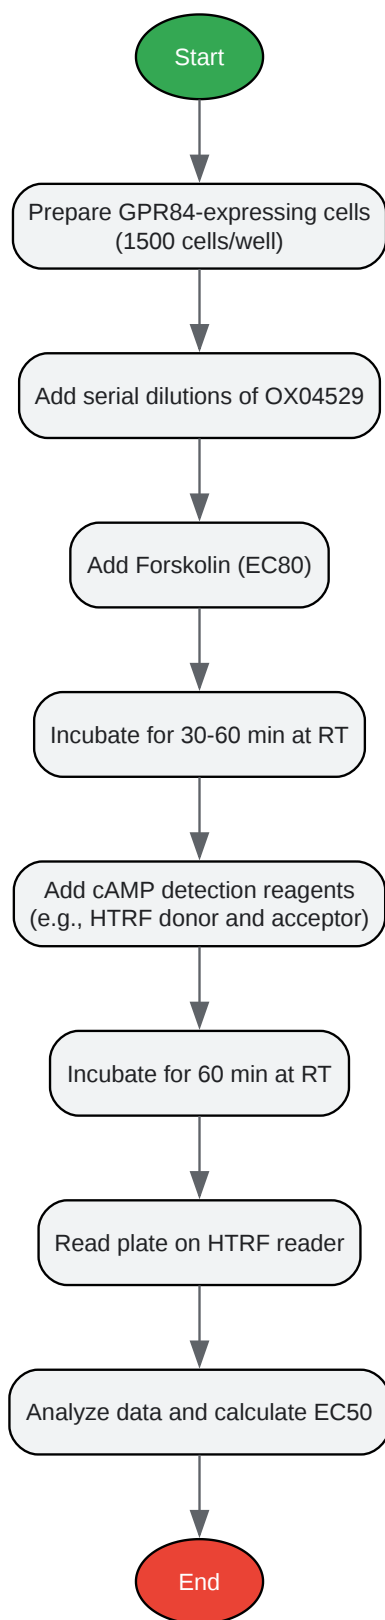 Start
Prepare GPR84-expressing cells
(1500 cells/well)
Add serial dilutions of OX04529
Add Forskolin (EC80)
Incubate for 30-60 min at RT
Add cAMP detection reagents
(e.g., HTRF donor and acceptor)
Incubate for 60 min at RT
Read plate on HTRF reader
Analyze data and calculate EC50
End